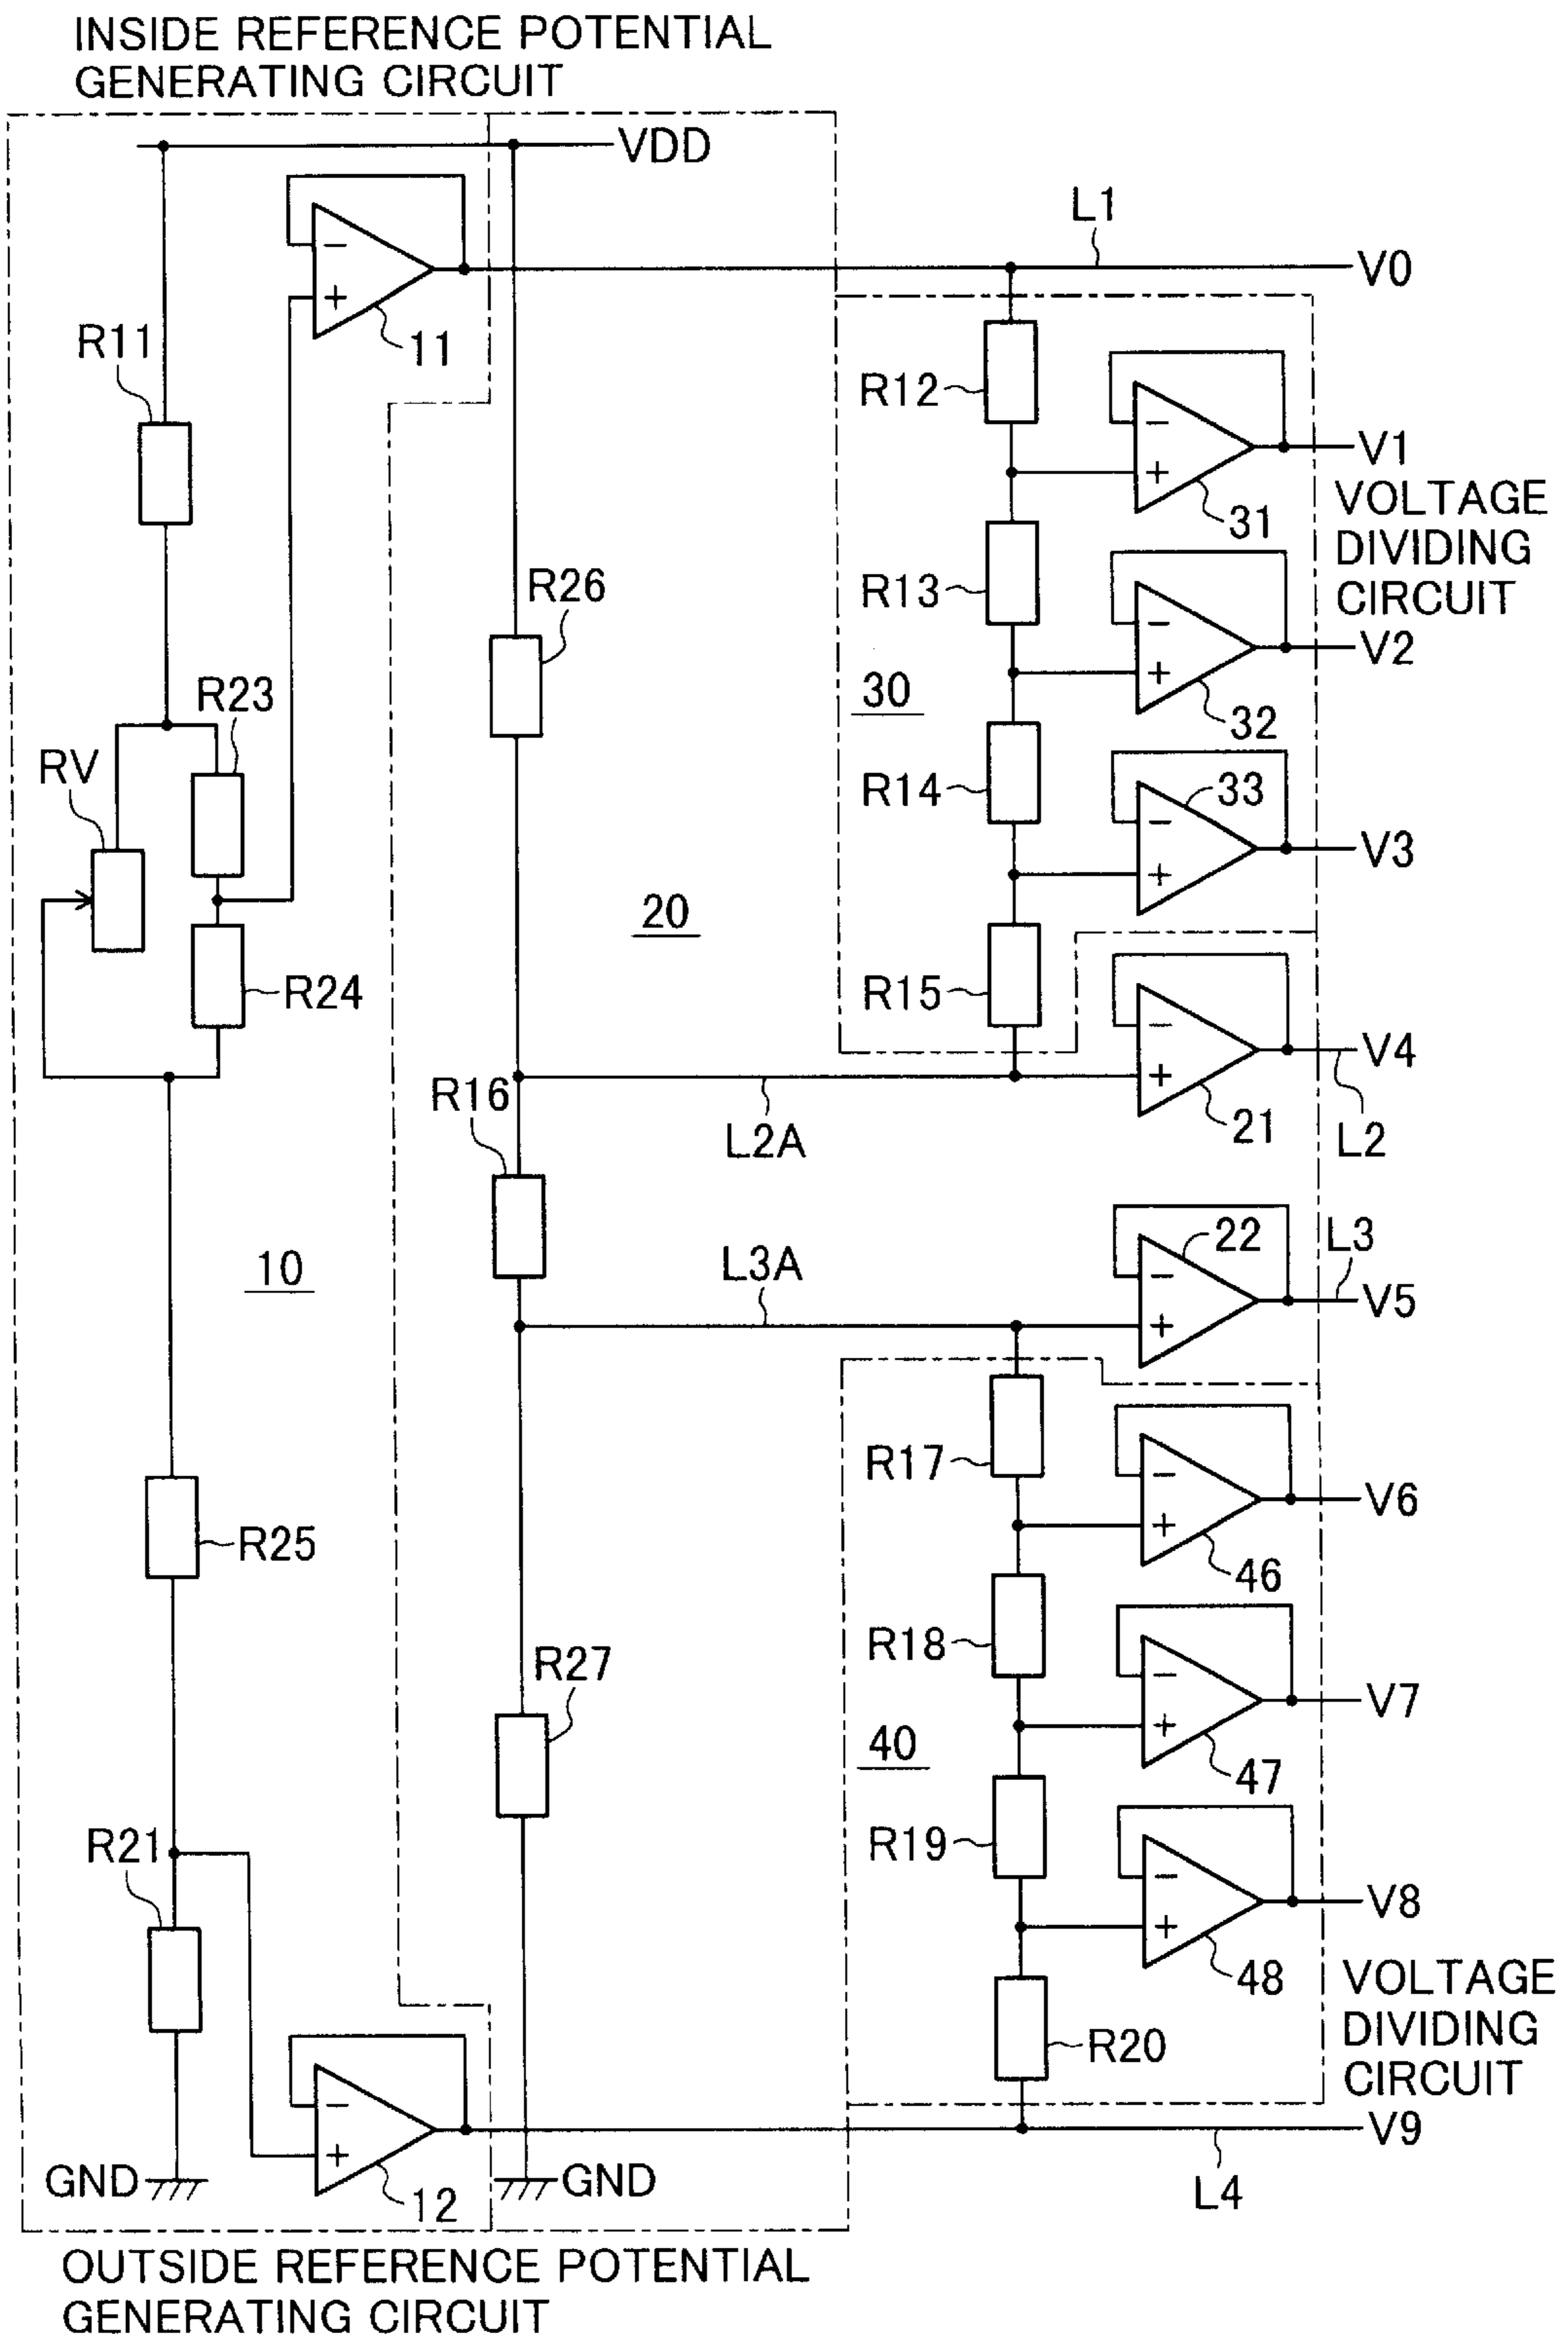 INSIDE REFERENCE POTENTIAL
GENERATING CIRCUIT
VDD
L1
V0
11
R11
R12
V1
31
VOLTAGE
DIVIDING
CIRCUIT
R26
R13
V2
32
R23
30
RV
R14
33
V3
20
R24
R15
V4
R16
21
L2A
L2
10
22
L3
L3A
V5
R17
V6
R25
46
R18
R27
V7
40
47
R21
R19
V8
48
VOLTAGE
DIVIDING
CIRCUIT
R20
V9
GND
12
GND
L4
OUTSIDE REFERENCE POTENTIAL
GENERATING CIRCUIT